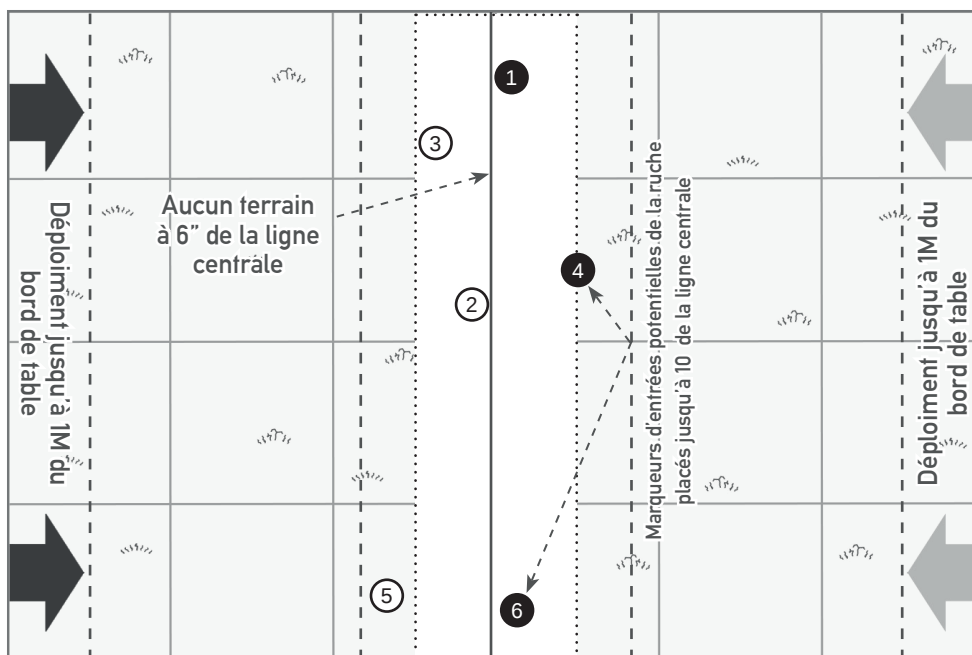 1
3
Aucun terrain
à 6” de la ligne
centrale
Déploiment jusqu'à 1M du
bord de table
4
2
Marqueurs d'entrées potentielles de la ruche
placés jusqu'à 10 de la ligne centrale
Déploiment jusqu'à 1M du
bord de table
5
6